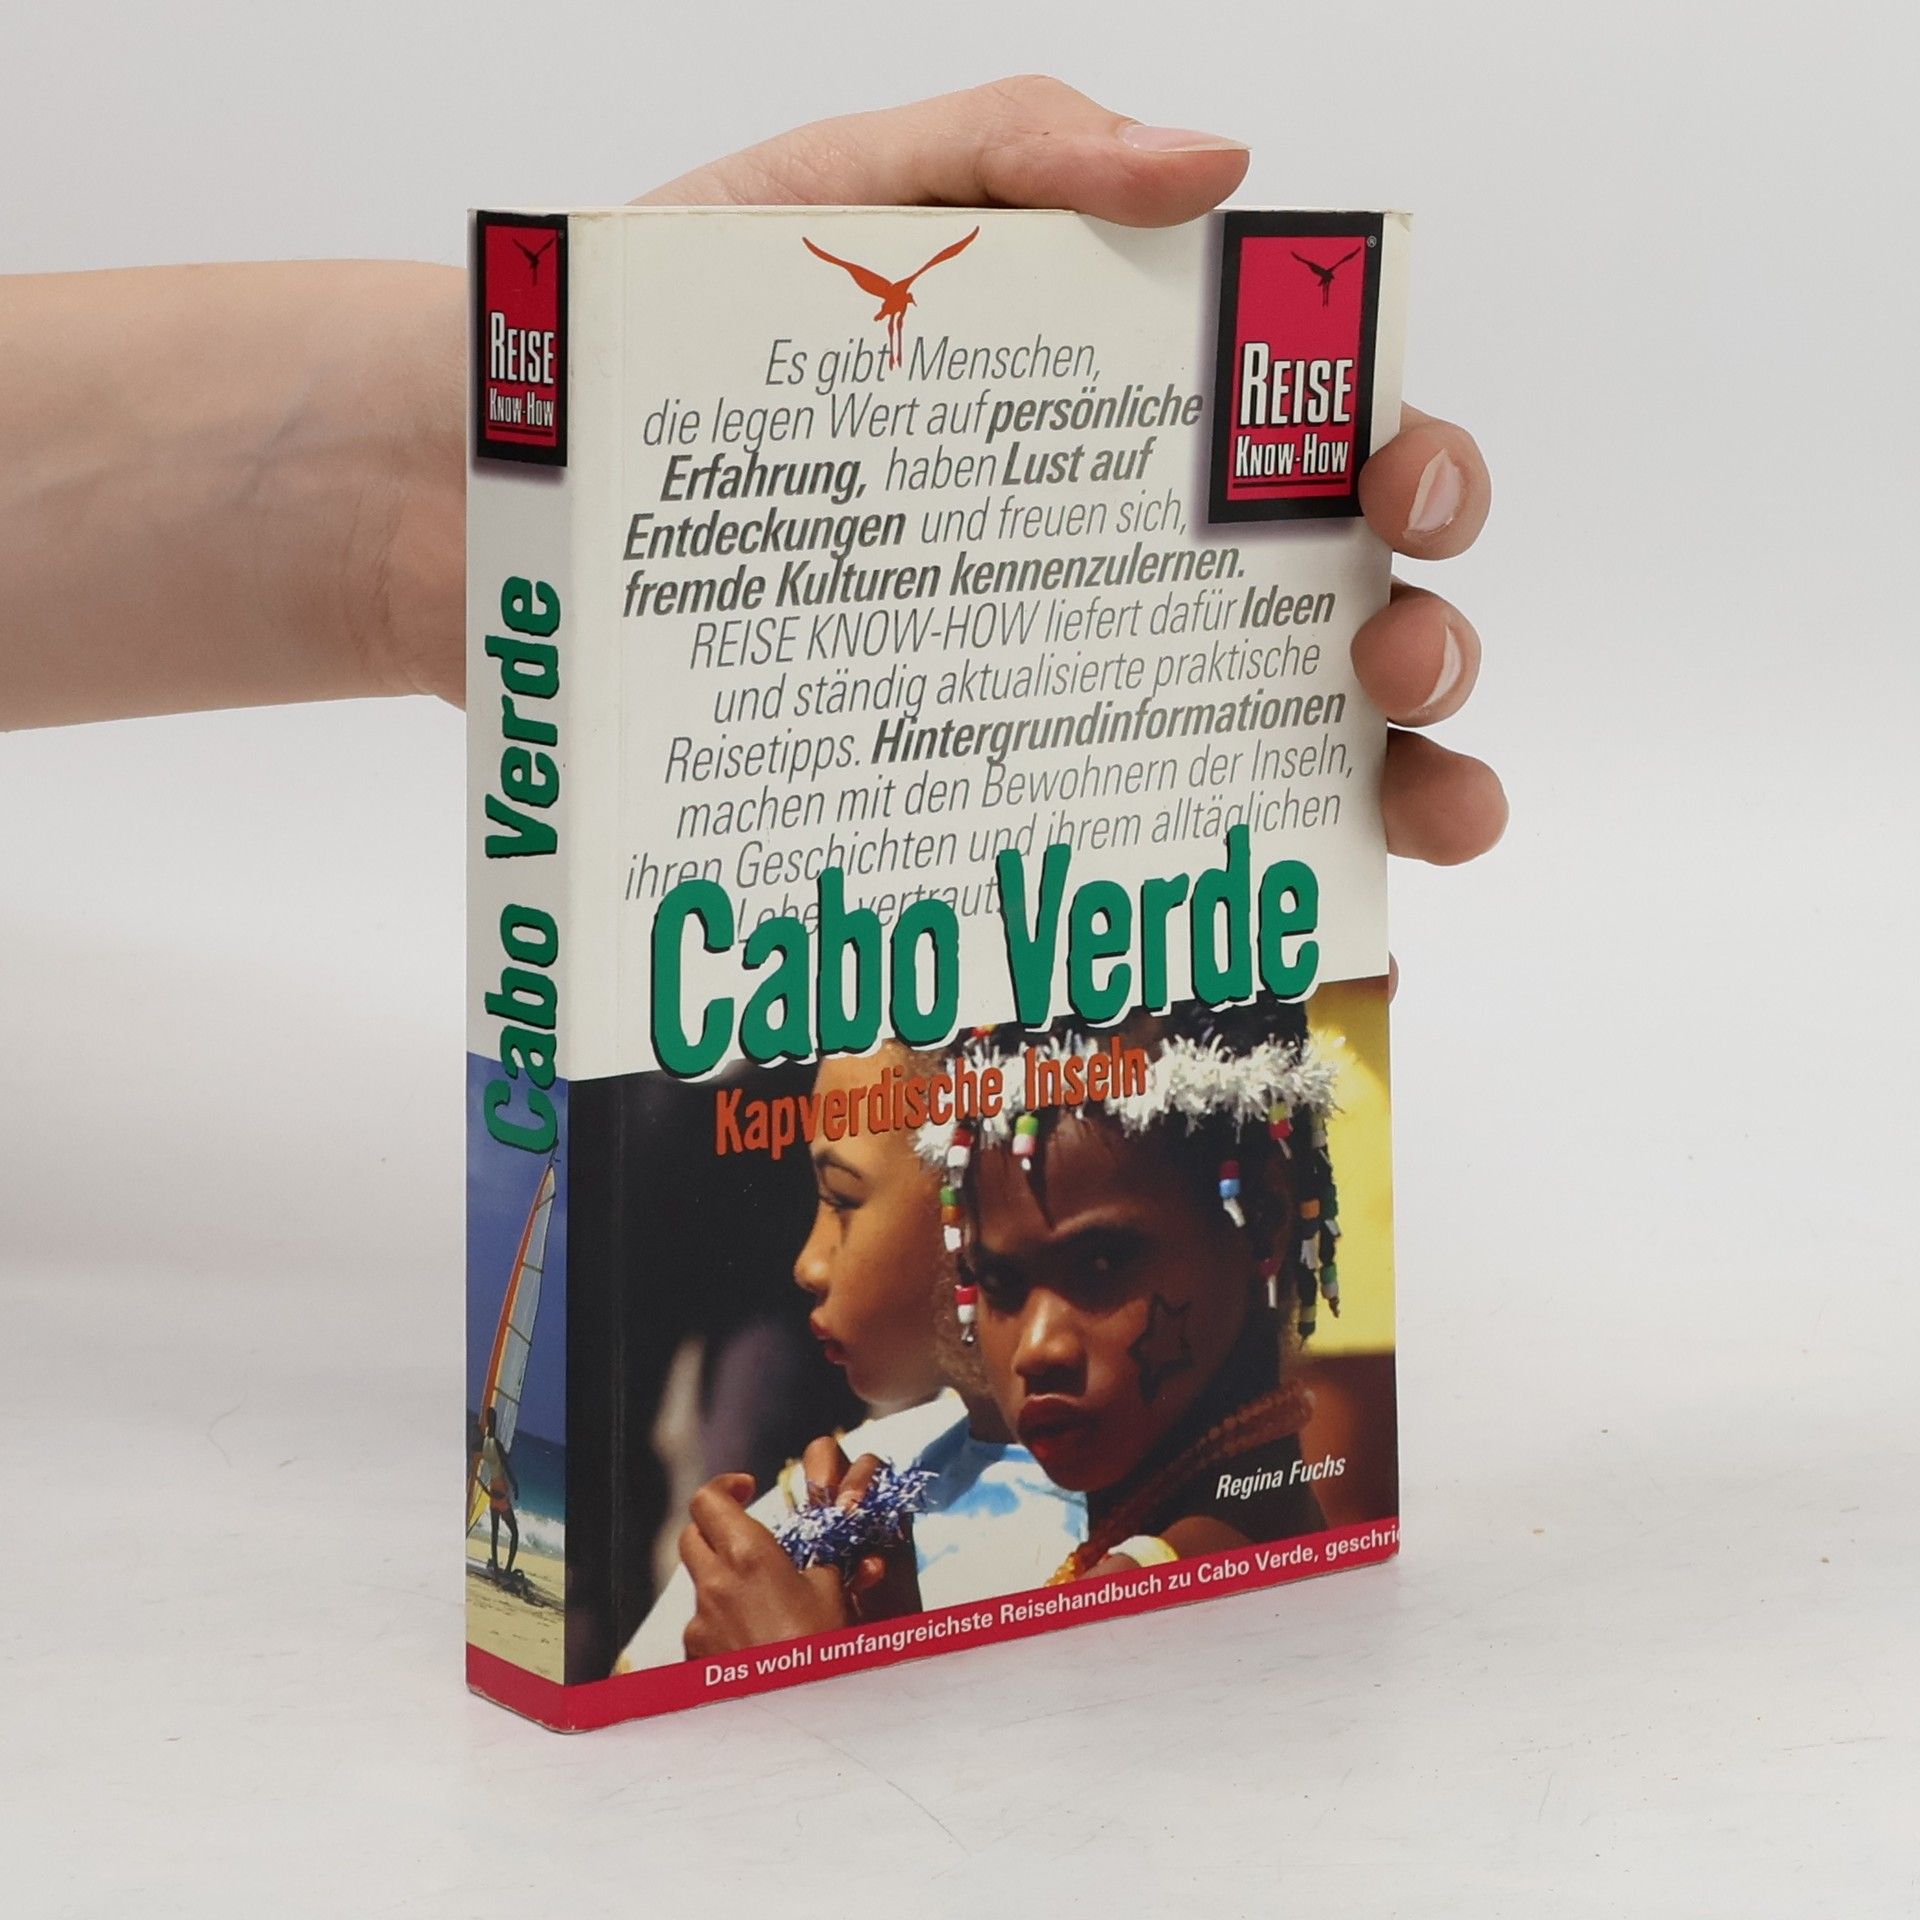 REISE
KNOW-HOW
Cabo Verde
Es gibt Menschen,
die legen Wert auf persönliche
Erfahrung, haben Lust auf
Entdeckungen und freuen sich,
fremde Kulturen kennenzulernen.
REISE KNOW-HOW liefert dafür Ideen
und ständig aktualisierte praktische
Reisetipps. Hintergrundinformationen
machen mit den Bewohnern der Inseln,
ihren Geschichten und ihrem alltäglichen
Leben vertraut.
®
REISE
KNOW-HOW
Cabo Verde
Kapverdische Inseln
Regina Fuchs
Das wohl umfangreichste Reisehandbuch zu Cabo Verde, geschrie